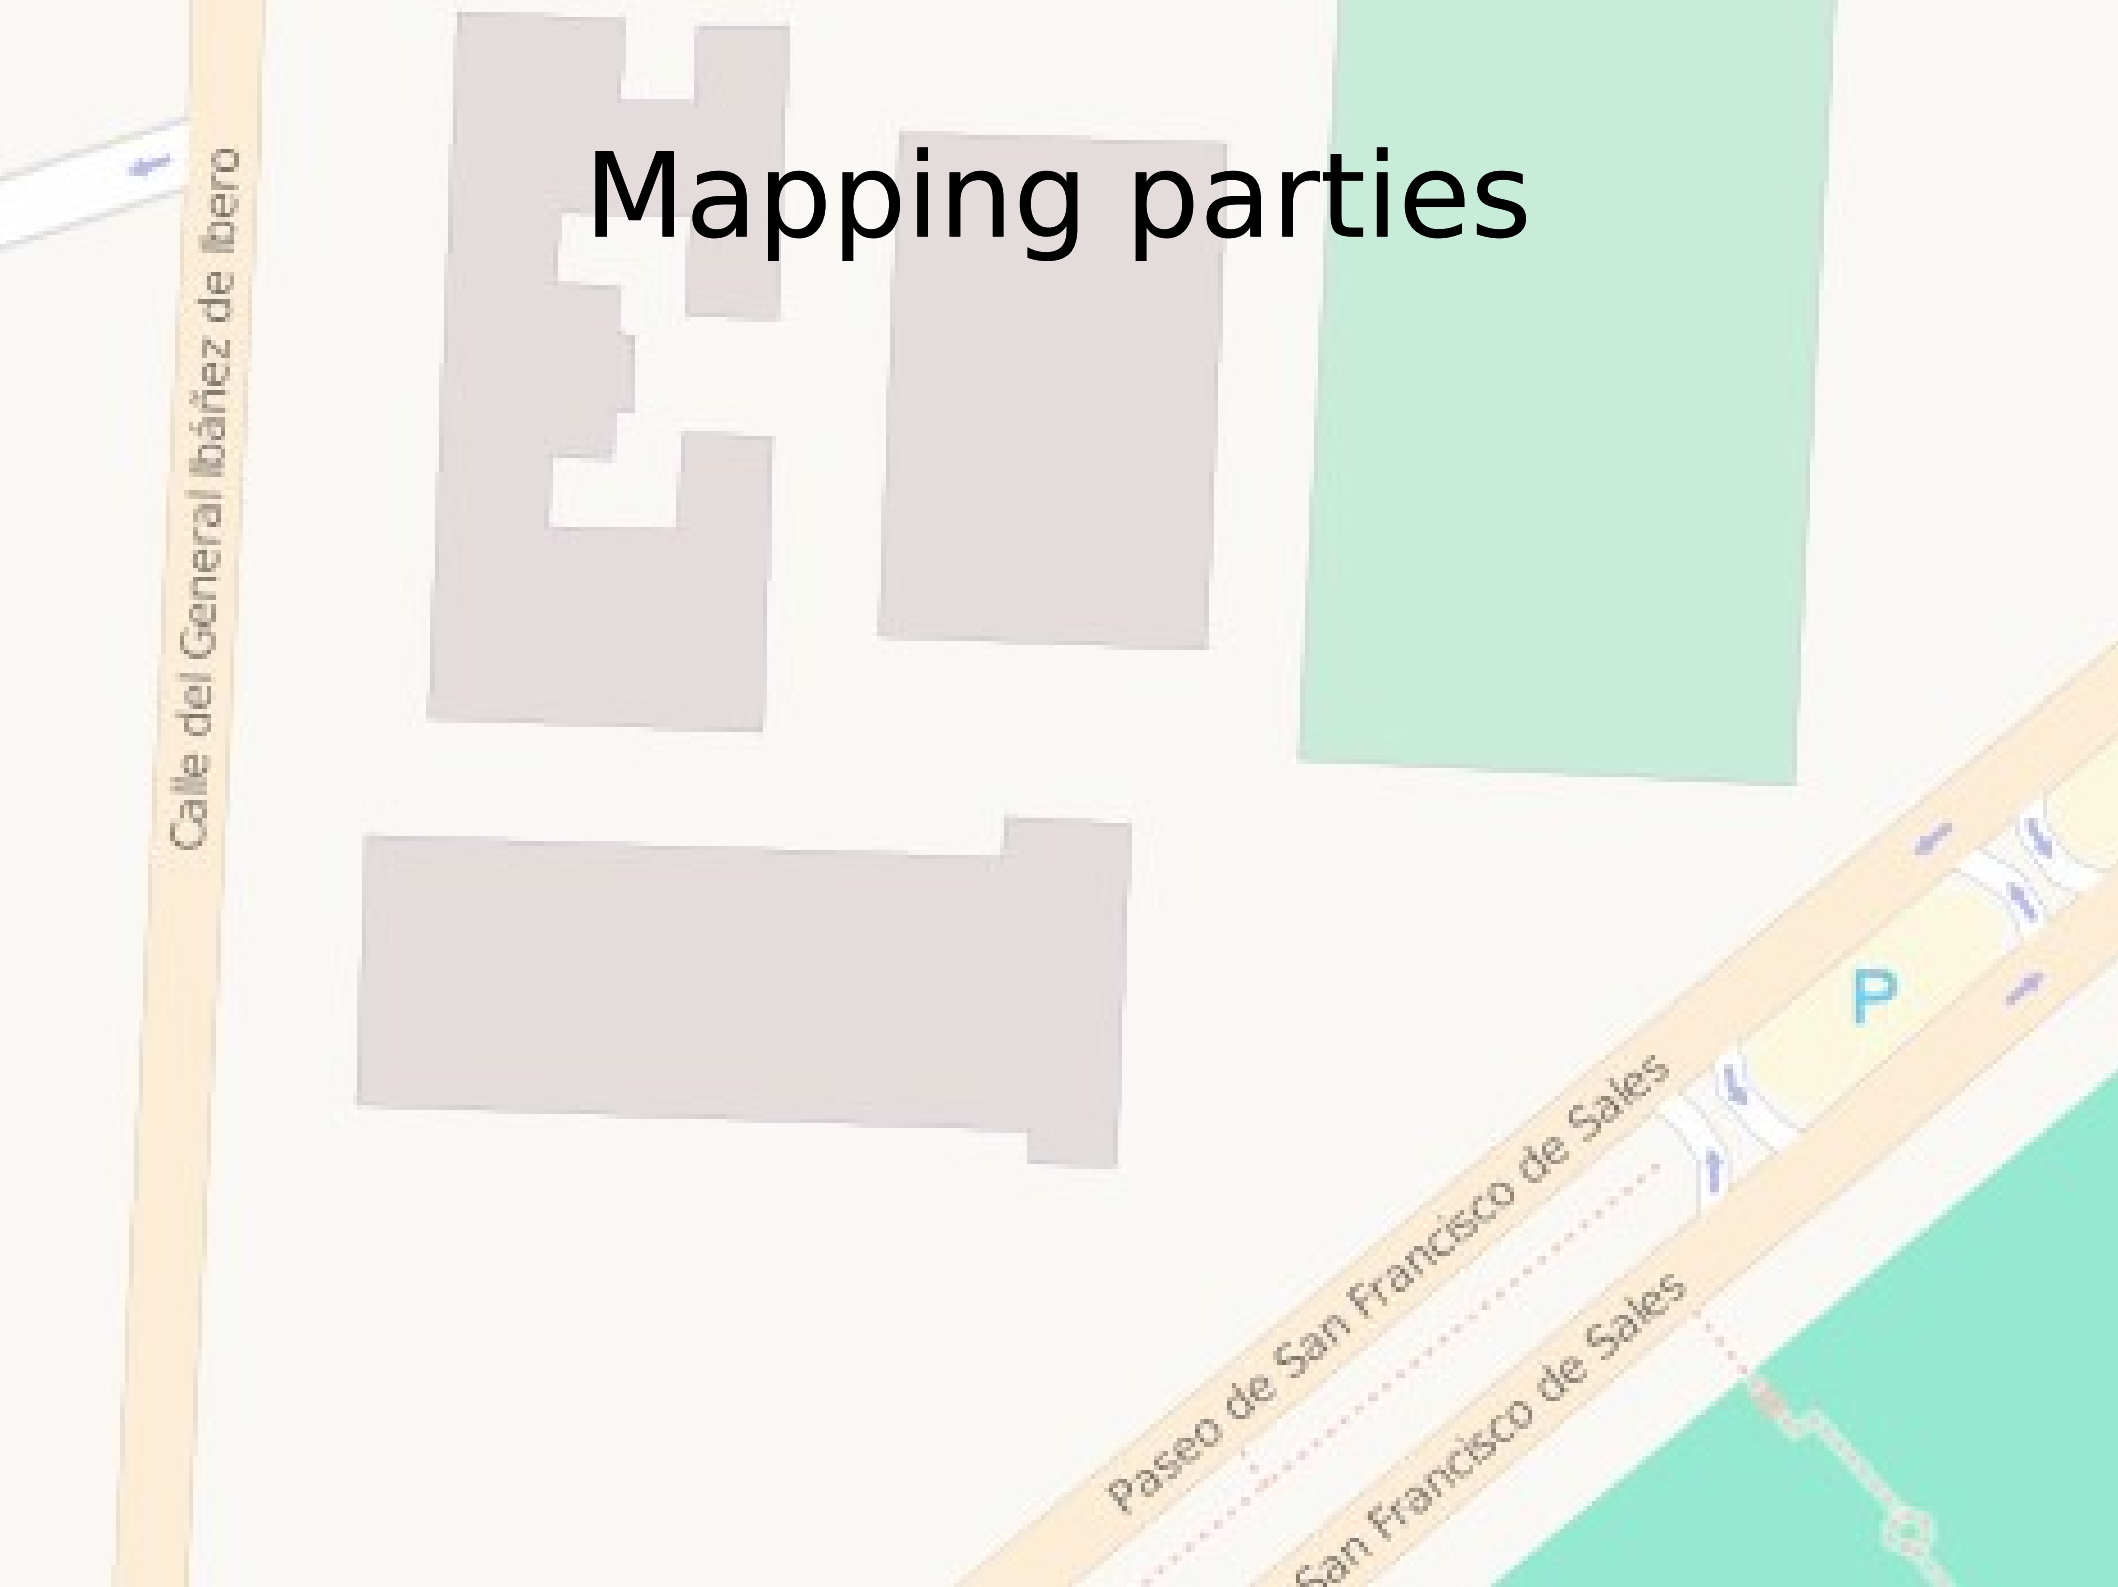 Mapping parties
Calle del General Ibáñez de Ibero
P
Paseo de San Francisco de Sales
San Francisco de Sales